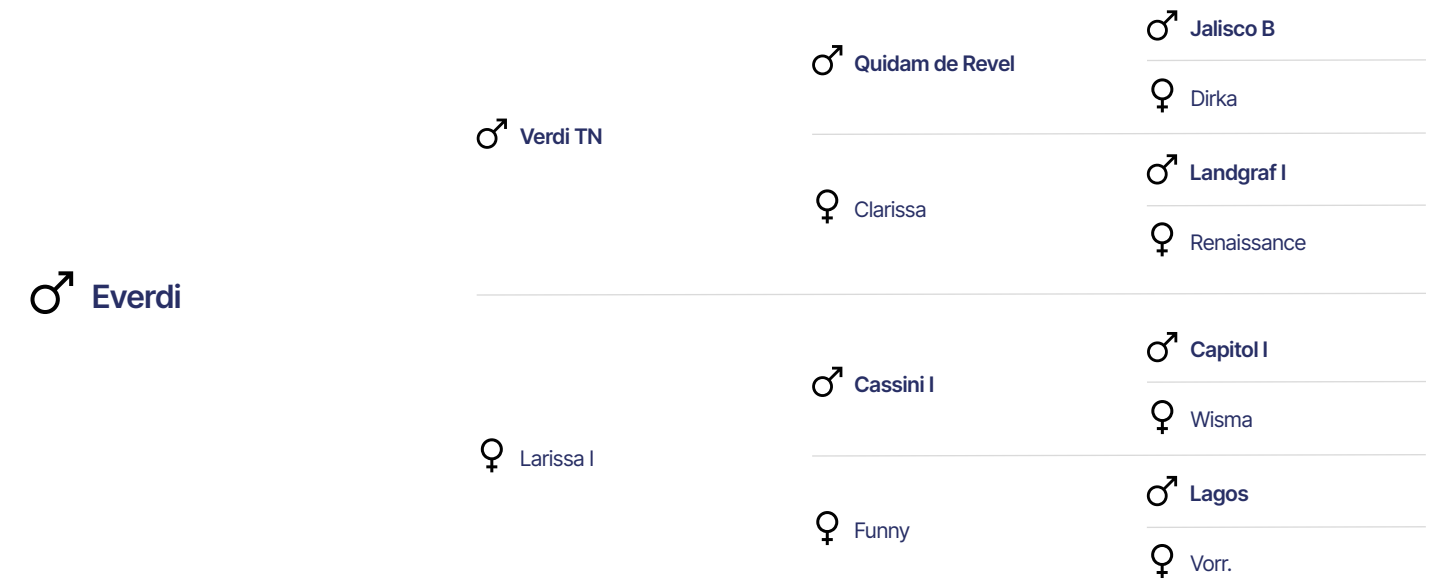 Jalisco B
Quidam de Revel
Dirka
Verdi TN
Landgraf I
Clarissa
Renaissance
Everdi
Capitol I
Cassini I
Wisma
Larissa I
Lagos
Funny
Vorr.